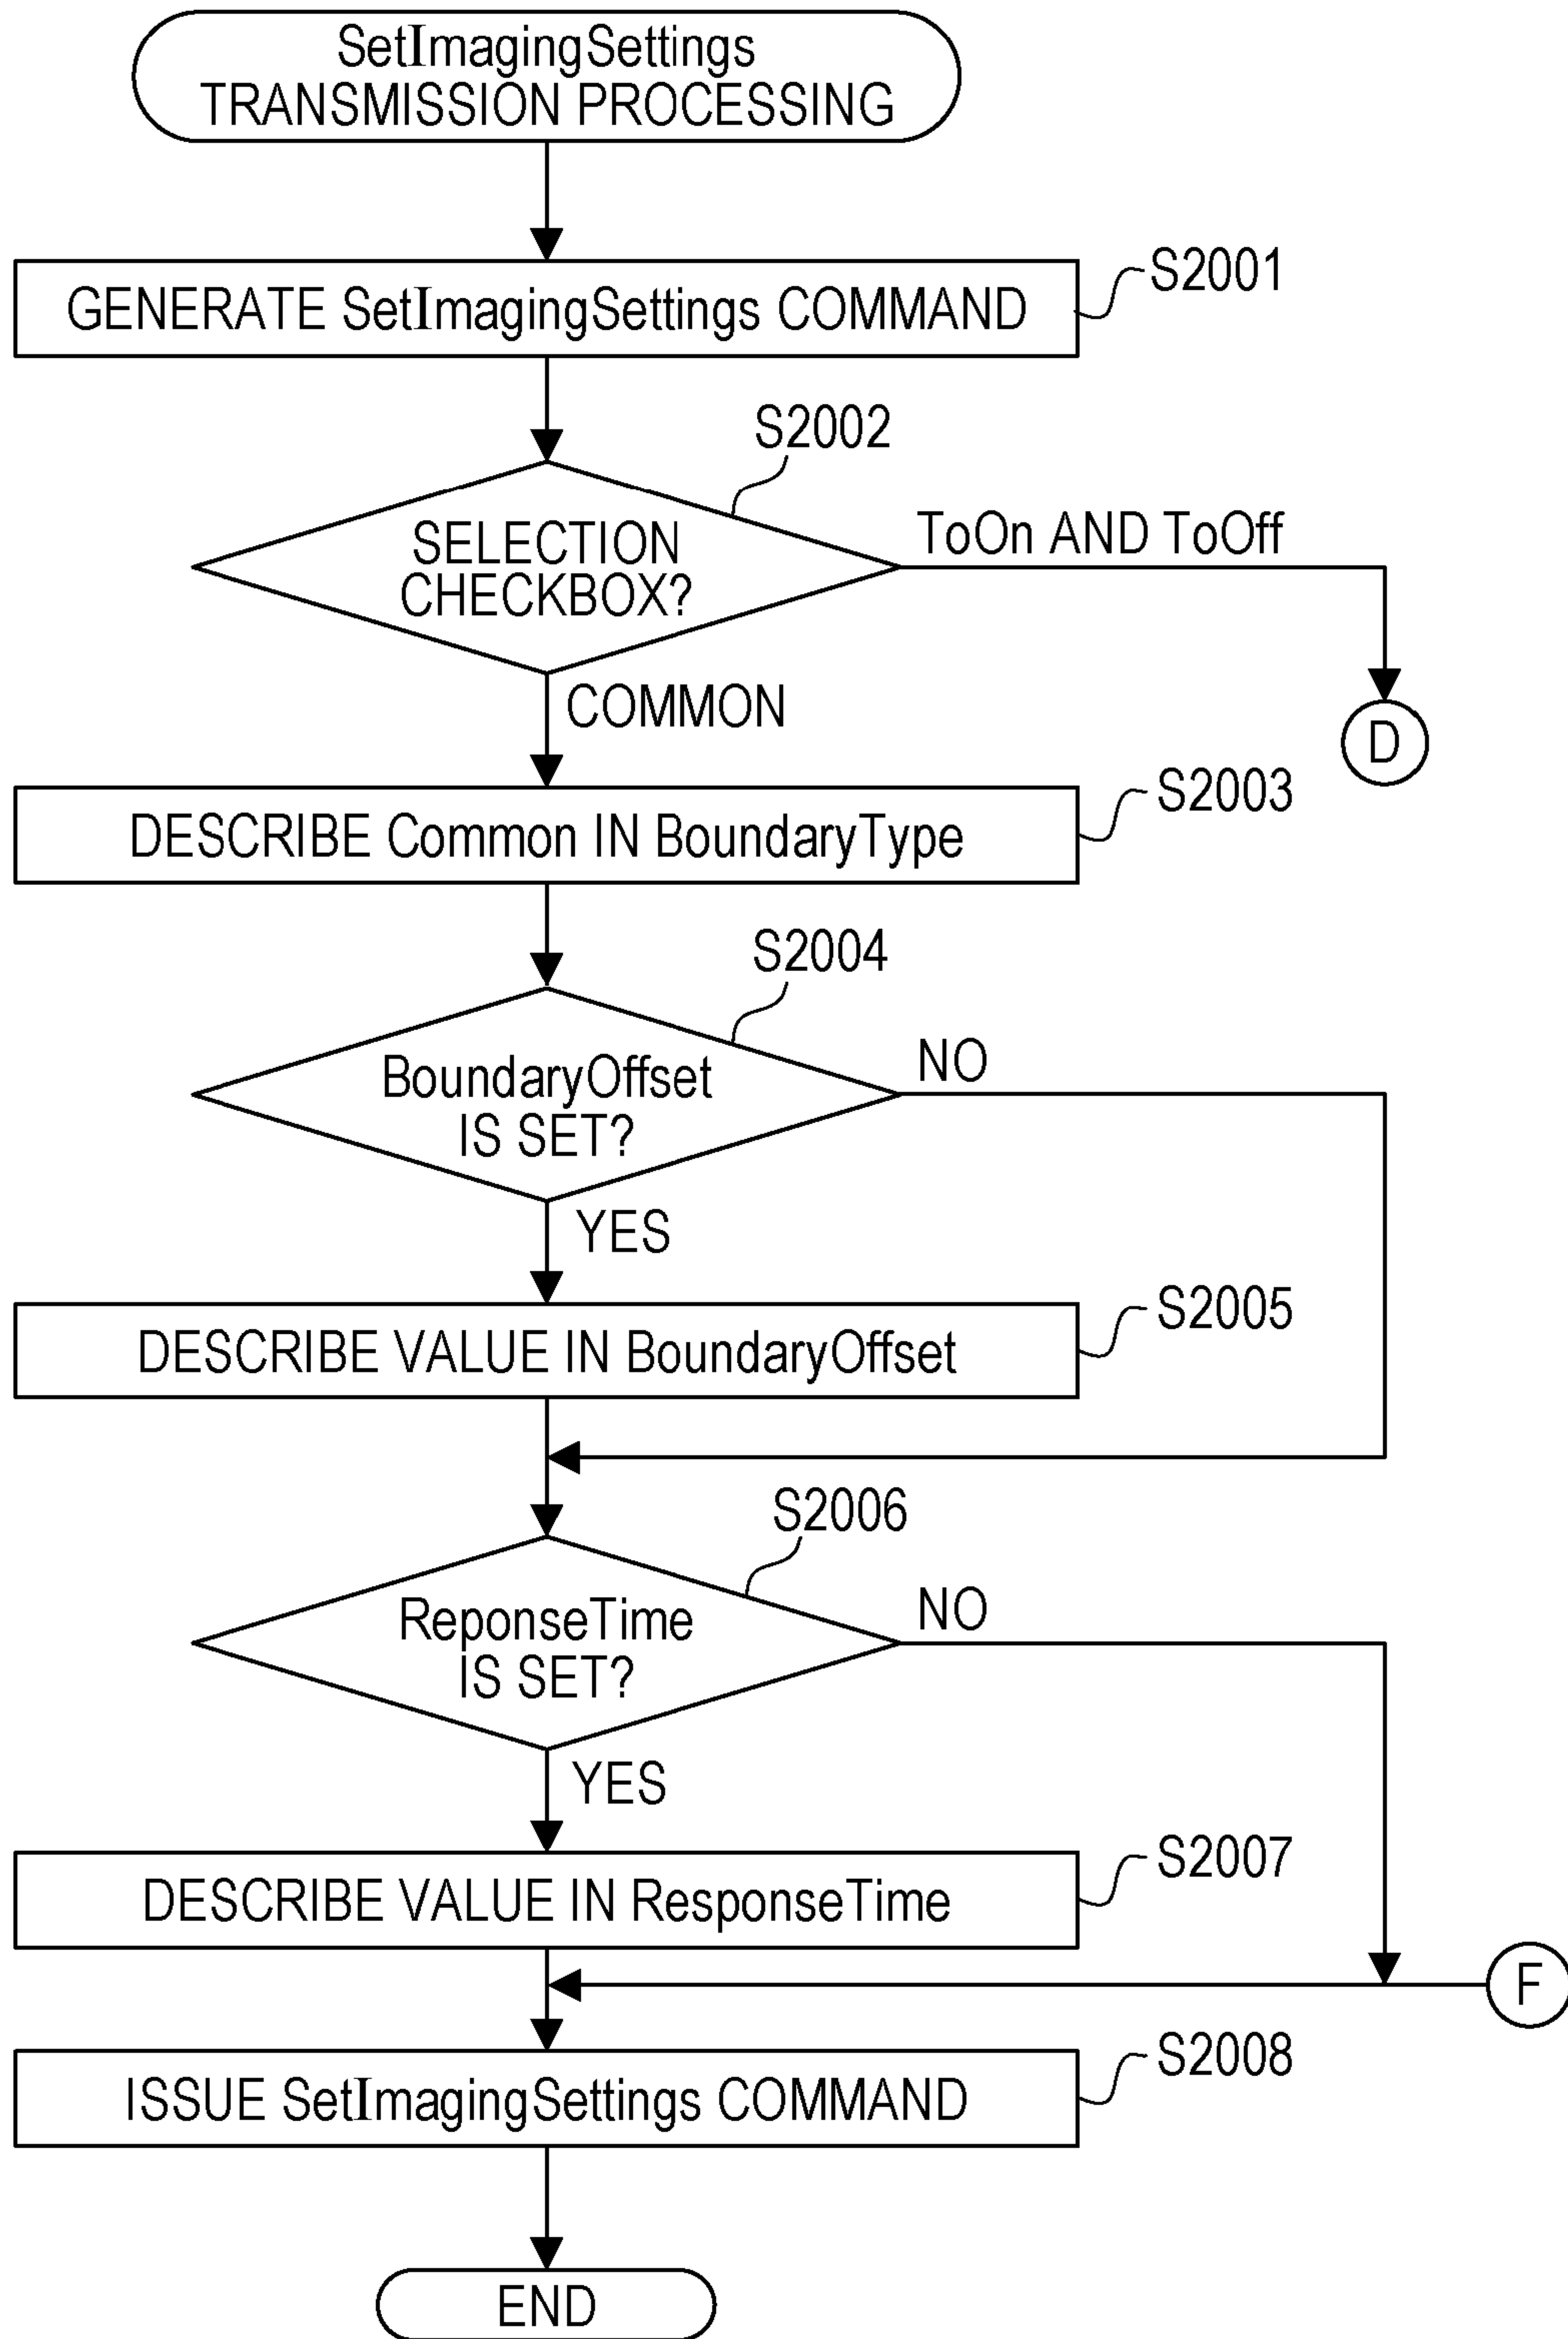 SetImagingSettings
TRANSMISSION PROCESSING
S2001
GENERATE SetImagingSettings COMMAND
S2002
SELECTION
CHECKBOX?
ToOn AND ToOff
D
COMMON
S2003
DESCRIBE Common IN BoundaryType
S2004
BoundaryOffset
IS SET?
NO
YES
S2005
DESCRIBE VALUE IN BoundaryOffset
S2006
ReponseTime
IS SET?
NO
YES
S2007
DESCRIBE VALUE IN ResponseTime
F
S2008
ISSUE SetImagingSettings COMMAND
END